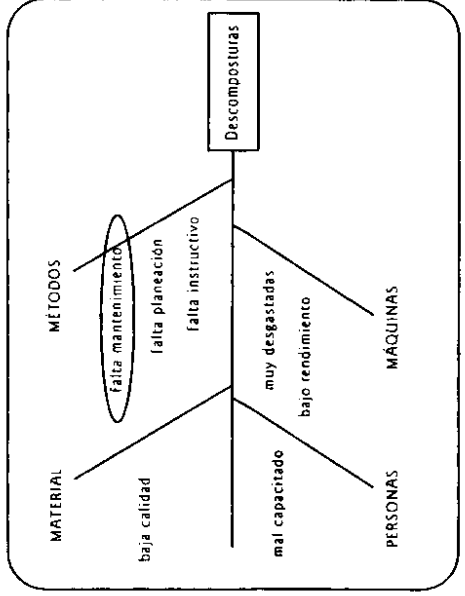 MATERIAL
MÉTODOS
baja calidad
falta mantenimiento
falta planeación
falta instructivo
Descomposturas
mal capacitado
muy desgastadas
bajo rendimiento
PERSONAS
MÁQUINAS